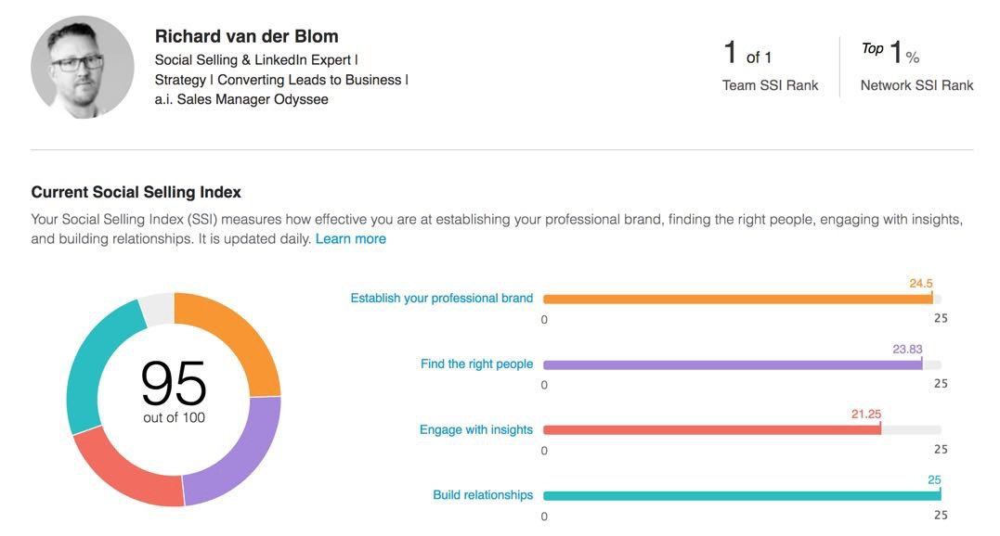 Richard van der Blom
Social Selling & LinkedIn Expert |
Strategy | Converting Leads to Business |
a.i. Sales Manager Odyssee
1 of 1
Team SSI Rank
Top 1%
Network SSI Rank
Current Social Selling Index
Your Social Selling Index (SSI) measures how effective you are at establishing your professional brand, finding the right people, engaging with insights,
and building relationships. It is updated daily. Learn more
95
out of 100
24.5
Establish your professional brand
0 25
23.83
Find the right people
0 25
21.25
Engage with insights
0 25
25
Build relationships
0 25